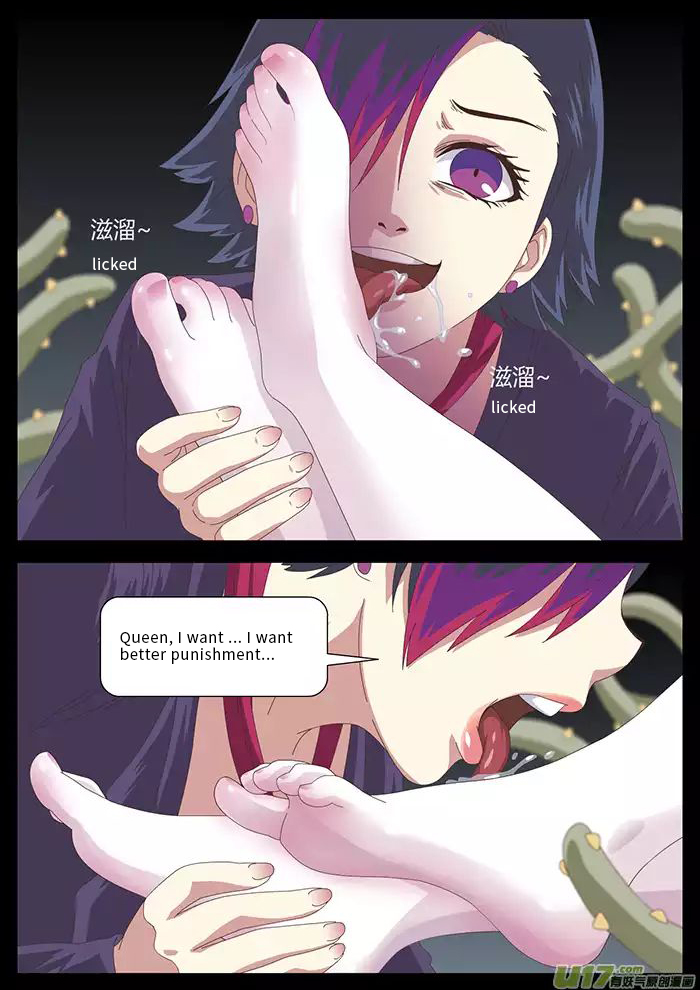 滋溜~
licked
滋溜~
licked
Queen, I want ... I want
better punishment...
U17.com
有妖气原创漫画